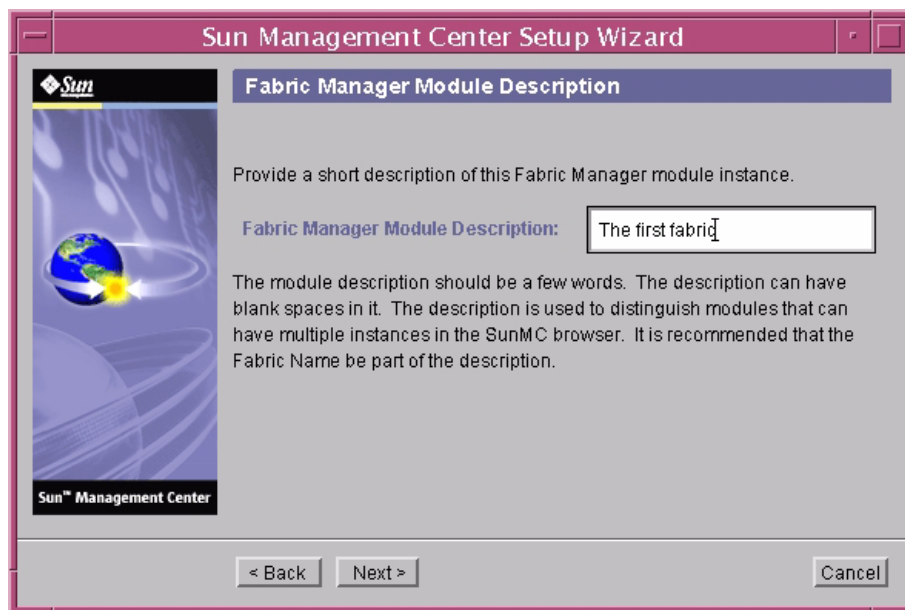 Sun Management Center Setup Wizard
Sun
Fabric Manager Module Description
Provide a short description of this Fabric Manager module instance.
Fabric Manager Module Description:
The first fabric
The module description should be a few words. The description can have
blank spaces in it. The description is used to distinguish modules that can
have multiple instances in the SunMC browser. It is recommended that the
Fabric Name be part of the description.
Sun™ Management Center
< Back
Next >
Cancel